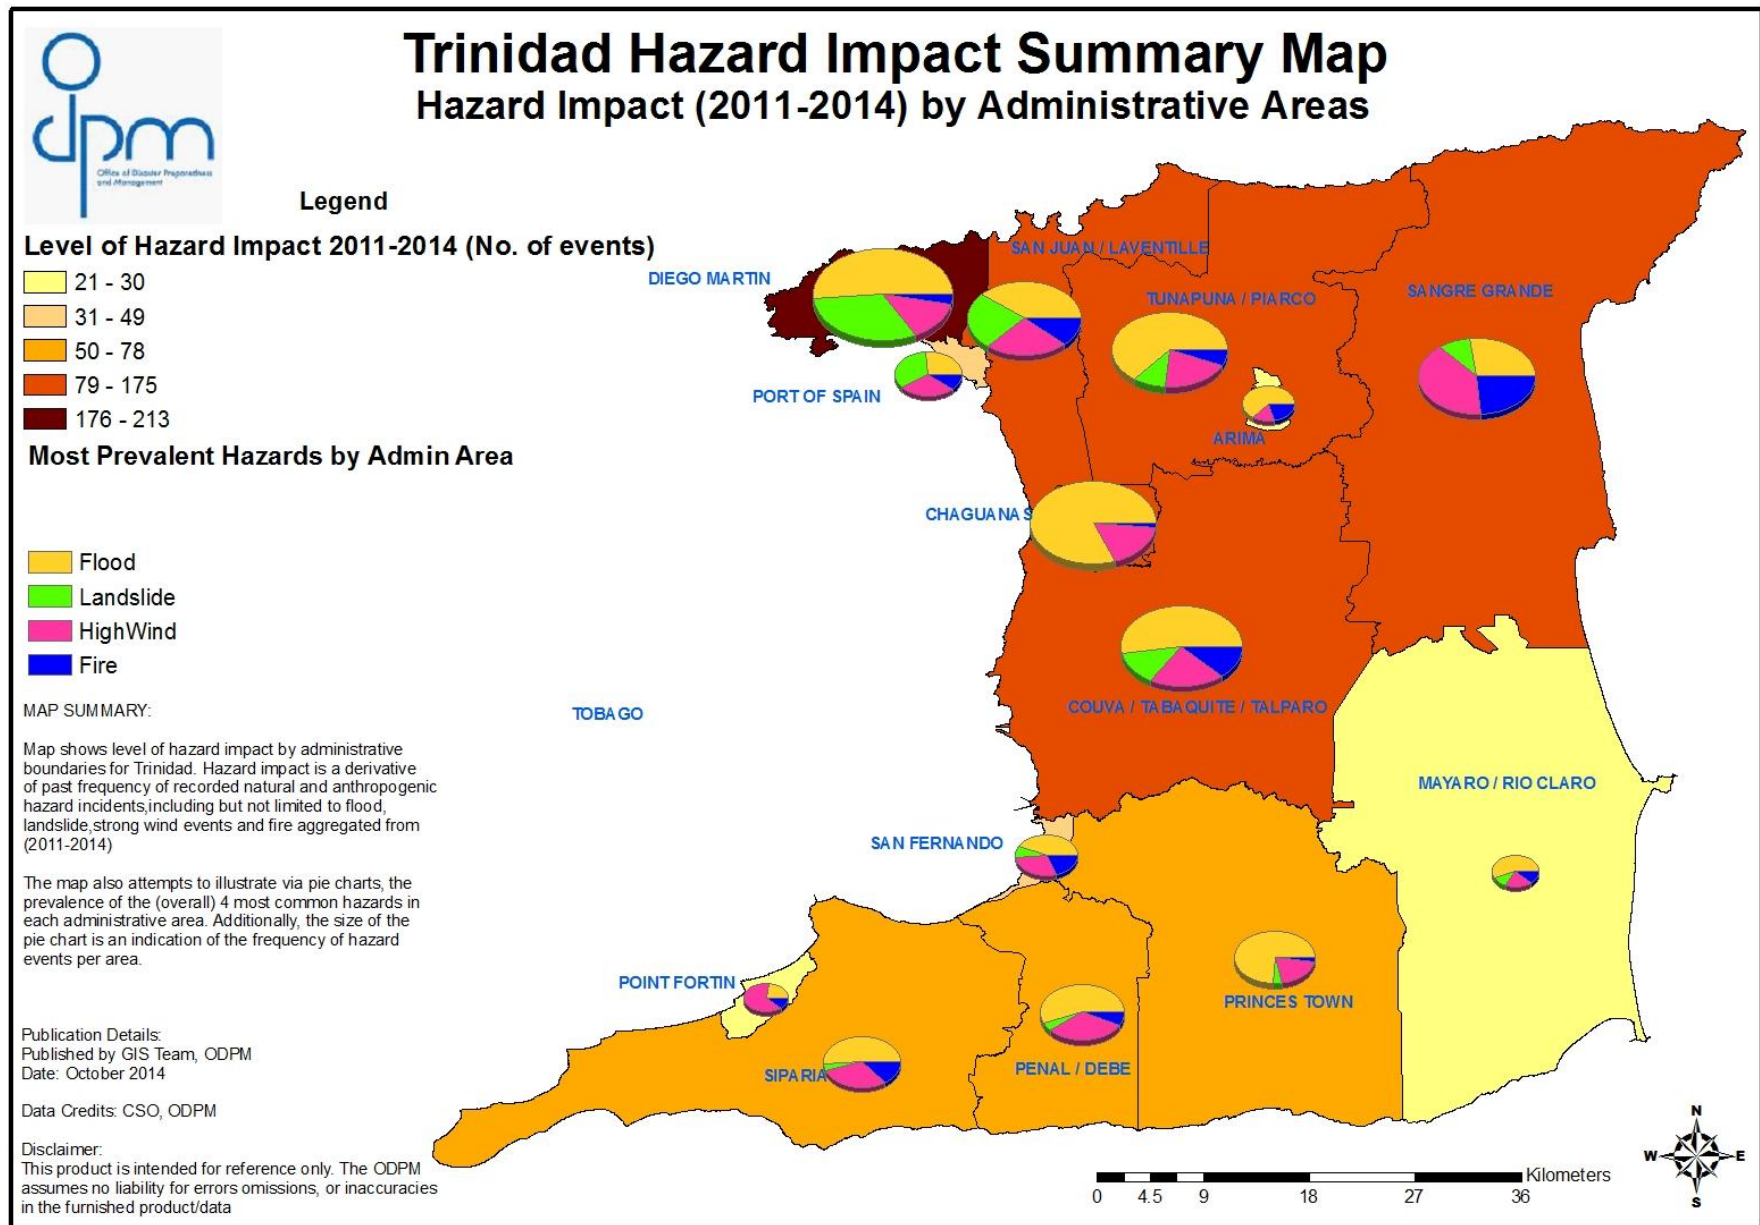 Trinidad Hazard Impact Summary Map
Hazard Impact (2011-2014) by Administrative Areas
dpm
Office of Disaster Preparedness
and Management
Legend
Level of Hazard Impact 2011-2014 (No. of events)
21 - 30
31 - 49
50 - 78
79 - 175
176 - 213
Most Prevalent Hazards by Admin Area
Flood
Landslide
HighWind
Fire
MAP SUMMARY:
Map shows level of hazard impact by administrative
boundaries for Trinidad. Hazard impact is a derivative
of past frequency of recorded natural and anthropogenic
hazard incidents,including but not limited to flood,
landslide,strong wind events and fire aggregated from
(2011-2014)
The map also attempts to illustrate via pie charts, the
prevalence of the (overall) 4 most common hazards in
each administrative area. Additionally, the size of the
pie chart is an indication of the frequency of hazard
events per area.
Publication Details:
Published by GIS Team, ODPM
Date: October 2014
Data Credits: CSO, ODPM
Disclaimer:
This product is intended for reference only. The ODPM
assumes no liability for errors omissions, or inaccuracies
in the furnished product/data
SAN JUAN / LAVENTILLE
DIEGO MARTIN
TUNAPUNA / PIARCO
SANGRE GRANDE
PORT OF SPAIN
ARIMA
CHAGUANAS
COUVA / TABAQUITE / TALPARO
TOBAGO
MAYARO / RIO CLARO
SAN FERNANDO
POINT FORTIN
PRINCES TOWN
SIPARIA
PENAL / DEBE
N
W
E
S
Kilometers
0 4.5 9 18 27 36